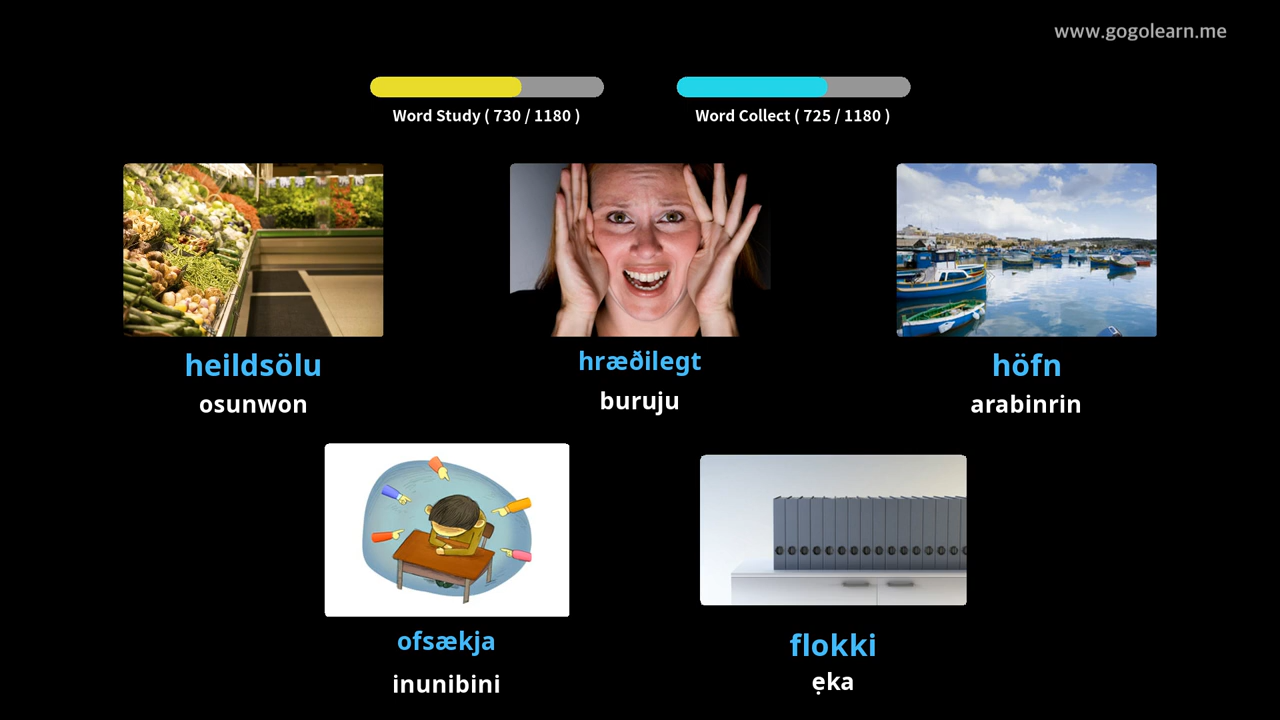 www.gogolearn.me
Word Study ( 730 / 1180 )
Word Collect ( 725 / 1180 )
heildsölu
osunwon
hræðilegt
buruju
höfn
arabinrin
ofsækja
inunibini
flokki
ẹka